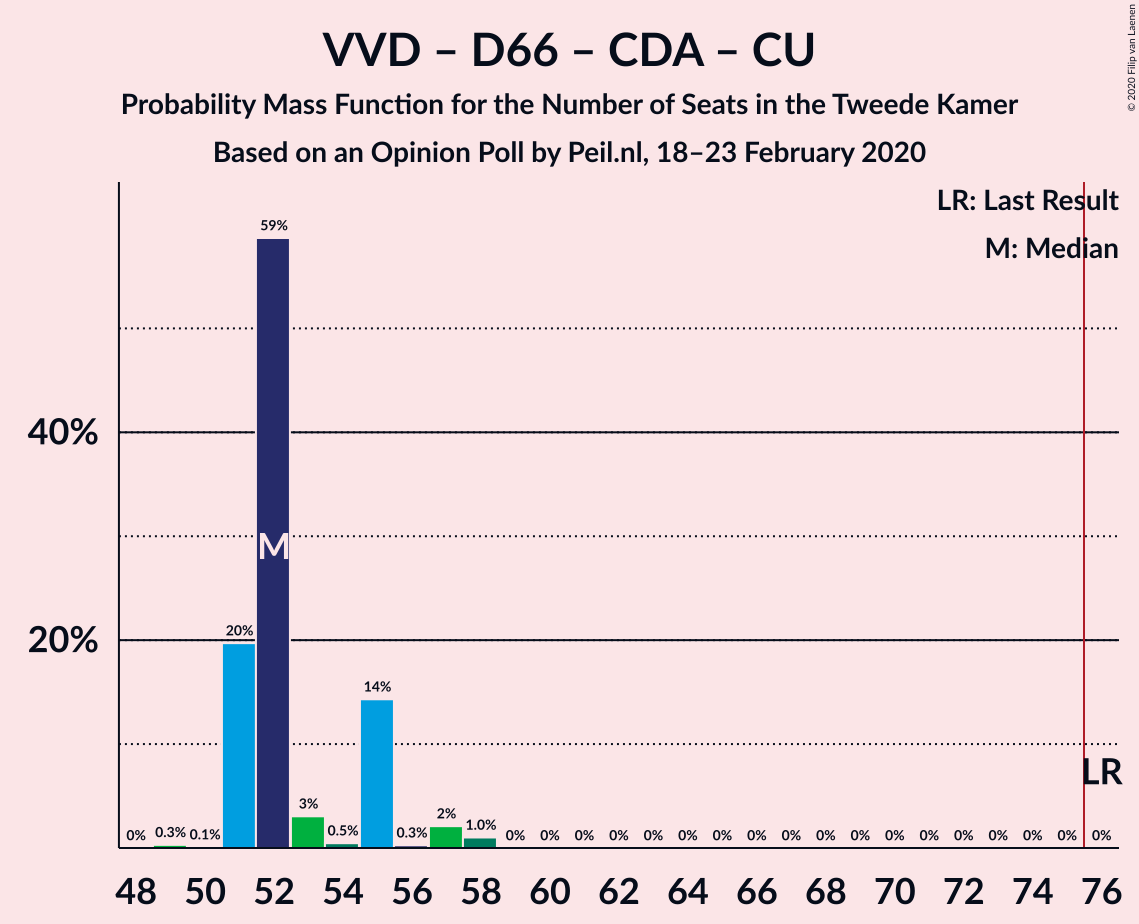 VVD – D66 – CDA – CU
Probability Mass Function for the Number of Seats in the Tweede Kamer
Based on an Opinion Poll by Peil.nl, 18–23 February 2020
© 2020 Filip van Laenen
LR: Last Result
M: Median
59%
40%
M
20%
20%
14%
LR
0% 0.3% 0.1% 3% 0.5% 0.3% 2% 1.0% 0% 0% 0% 0% 0% 0% 0% 0% 0% 0% 0% 0% 0% 0% 0% 0% 0% 0%
48 50 52 54 56 58 60 62 64 66 68 70 72 74 76